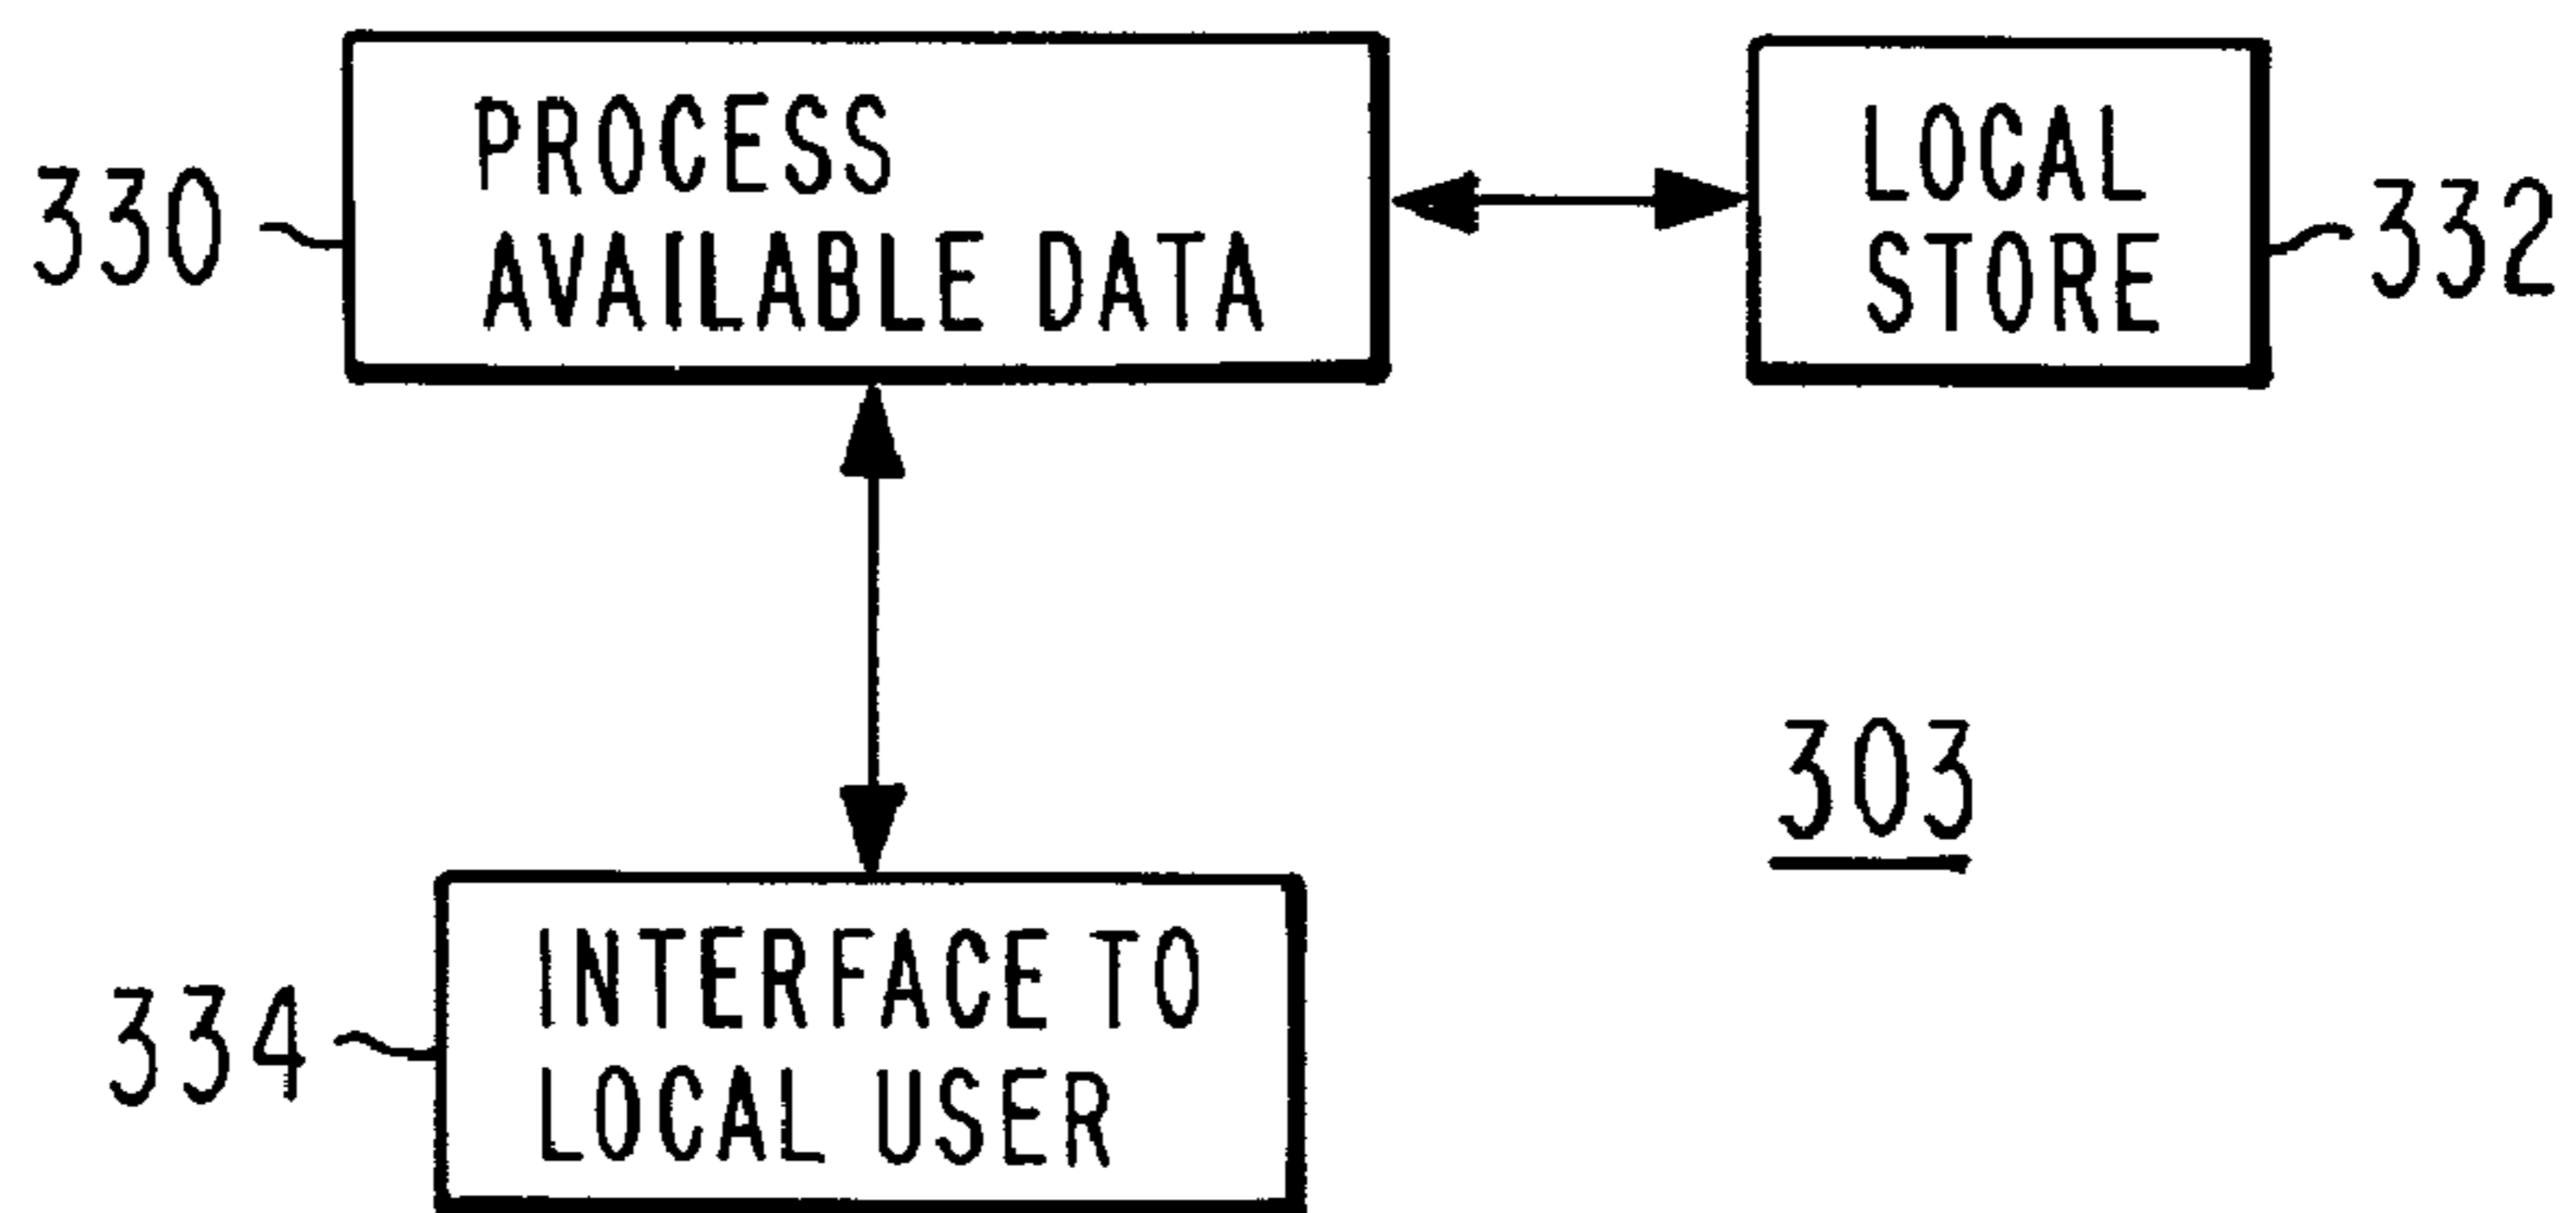 330
PROCESS
AVAILABLE DATA
LOCAL
STORE
332
303
334
INTERFACE TO
LOCAL USER